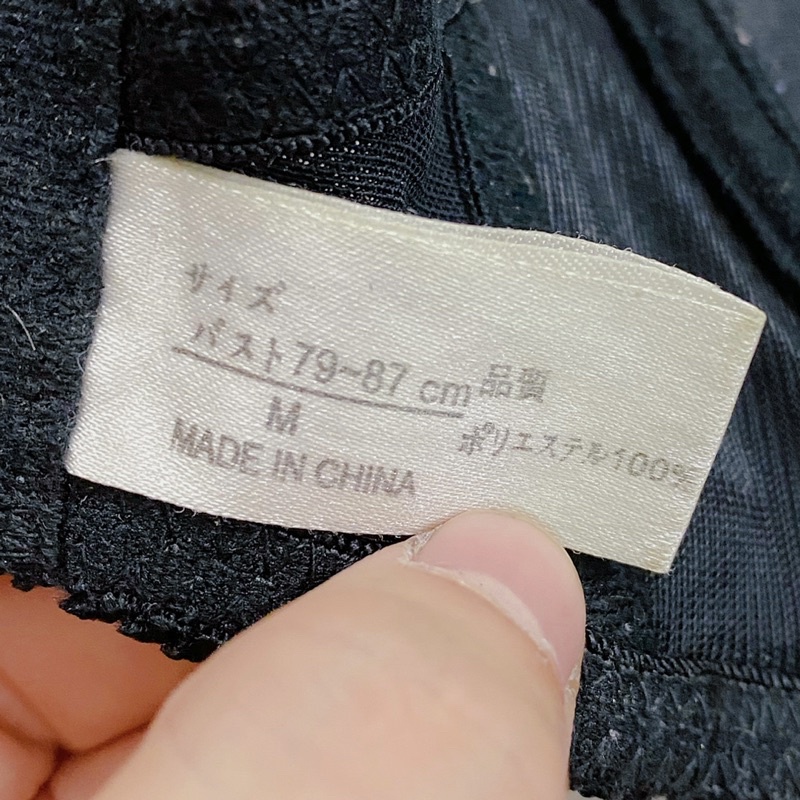 サイズ
バスト79~87 cm
M
MADE IN CHINA
品質
ポリエステル100%